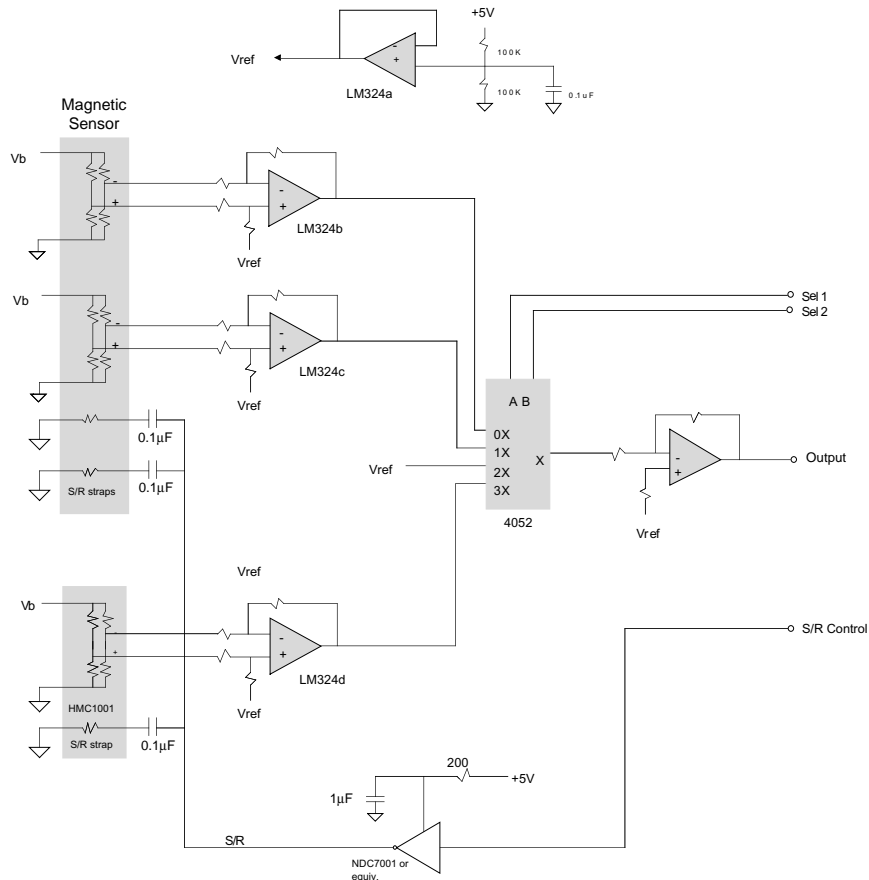 +5V
100K
Vref
-
+
LM324a
100K
0.1uF
Magnetic
Sensor
Vb
-
+
-
+
LM324b
Vref
Vb
-
+
-
+
LM324c
Vref
Sel 1
Sel 2
A B
0X
1X
2X
3X
X
4052
Vref
-
+
Output
Vref
0.1µF
0.1µF
S/R straps
Vref
Vb
-
+
-
+
LM324d
Vref
HMC1001
S/R strap
0.1µF
S/R Control
200
+5V
1µF
S/R
NDC7001 or
equiv.